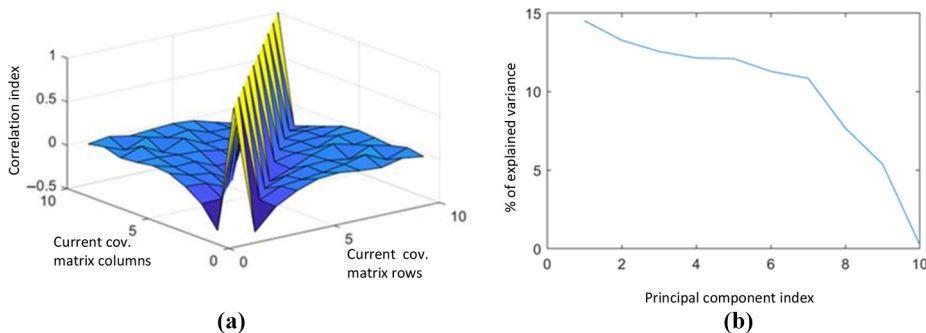 Correlation index
1
0.5
0
−0.5
10
5
0
0
5
10
Current cov.
matrix columns
Current cov.
matrix rows
(a)
% of explained variance
15
10
5
0
0
2
4
6
8
10
Principal component index
(b)